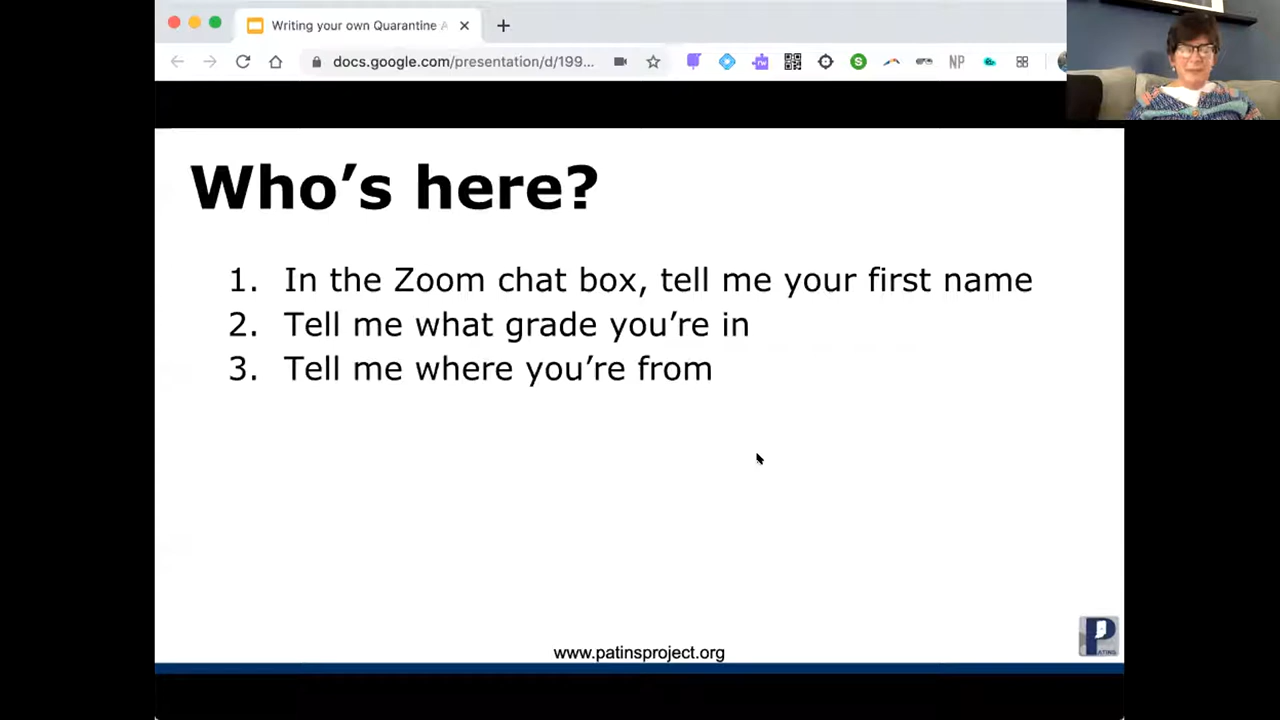 Writing your own Quarantine A
docs.google.com/presentation/d/199...
rw
S
NP
Who's here?
1. In the Zoom chat box, tell me your first name
2. Tell me what grade you're in
3. Tell me where you're from
www.patinsproject.org
P
PATINS